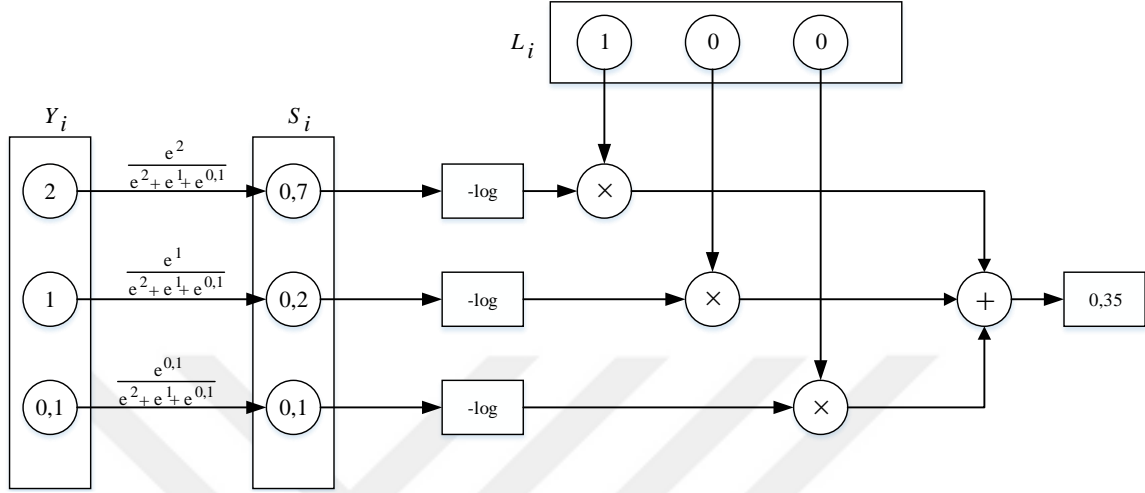 L i 1 0 0
Y i S i
e^2
e^2 + e^1 + e^0,1
2 0,7 -log ×
e^1
e^2 + e^1 + e^0,1
1 0,2 -log × + 0,35
e^0,1
e^2 + e^1 + e^0,1
0,1 0,1 -log ×